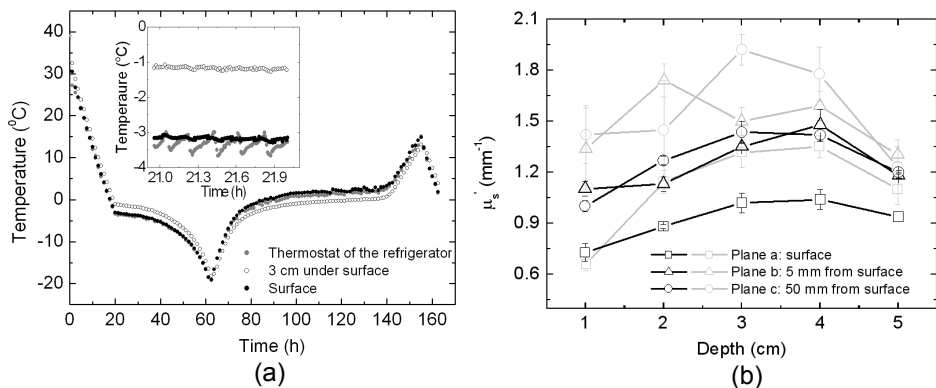 (a)
Temperature (⁰C)
40
30
20
10
0
-10
-20
0
-1
-2
-3
-4
Temperaure (°C)
21.0
21.3
21.6
21.9
Time (h)
Thermostat of the refrigerator
3 cm under surface
Surface
0 20 40 60 80 100 120 140 160
Time (h)
(a)
μs' (mm⁻¹)
2.1
1.8
1.5
1.2
0.9
0.6
Plane a: surface
Plane b: 5 mm from surface
Plane c: 50 mm from surface
1 2 3 4 5
Depth (cm)
(b)